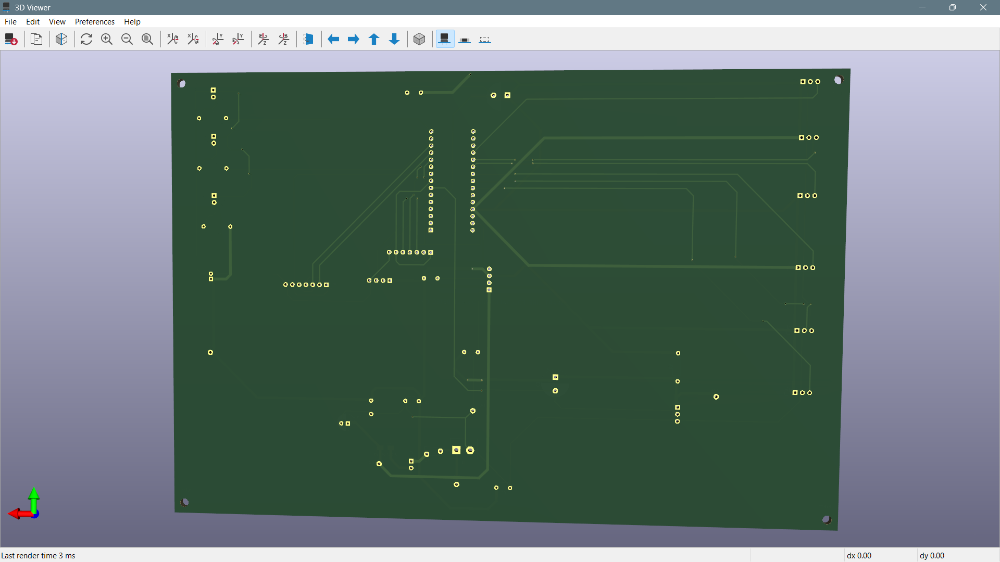 3D Viewer
File Edit View Preferences Help
X X Y Y Z Z
Last render time 3 ms dx 0.00 dy 0.00